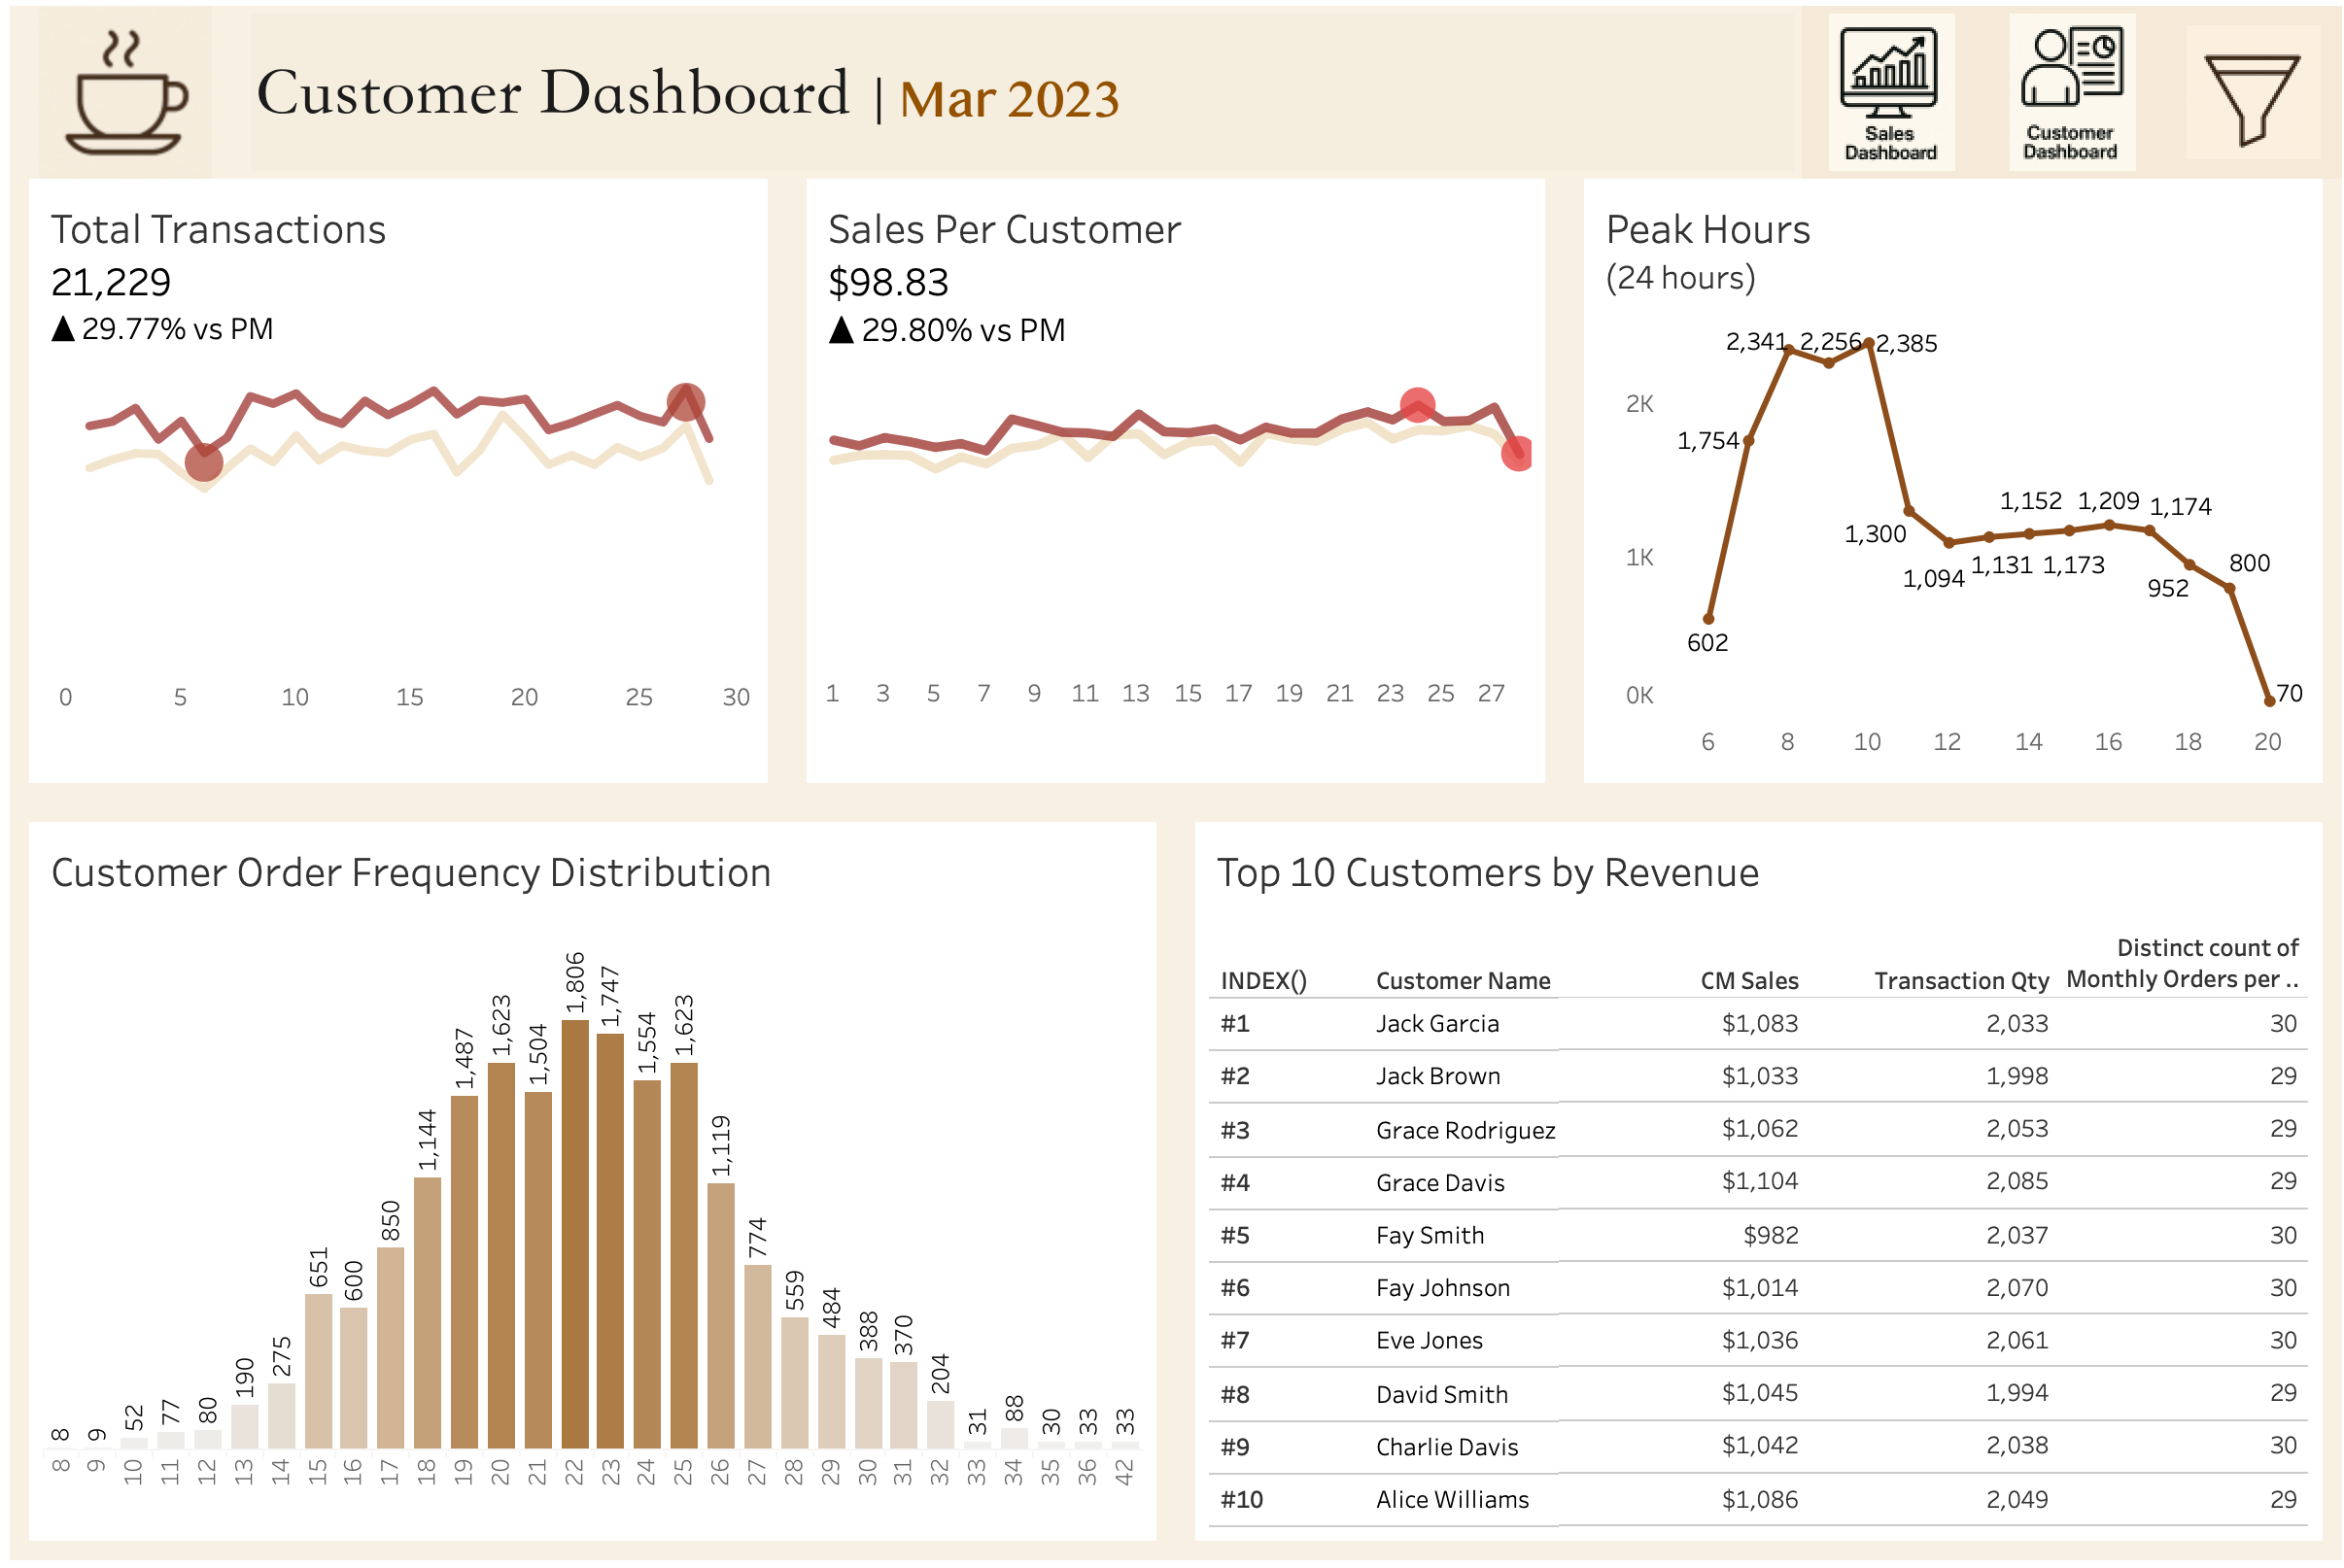 Customer Dashboard | Mar 2023
Sales
Dashboard
Customer
Dashboard
Total Transactions
21,229
▲ 29.77% vs PM
0 5 10 15 20 25 30
Sales Per Customer
$98.83
▲ 29.80% vs PM
1 3 5 7 9 11 13 15 17 19 21 23 25 27
Peak Hours
(24 hours)
2,341 2,256 2,385
2K
1,754
1,152 1,209 1,174
1,300
1K
1,094 1,131 1,173
952
800
602
0K
70
6 8 10 12 14 16 18 20
Customer Order Frequency Distribution
8 9 52 77 80 190 275 651 600 850 1,144 1,487 1,623 1,504 1,806 1,747 1,554 1,623 1,119 774 559 484 388 370 204 31 88 30 33 33
8 9 10 11 12 13 14 15 16 17 18 19 20 21 22 23 24 25 26 27 28 29 30 31 32 33 34 35 36 42
Top 10 Customers by Revenue
Distinct count of
INDEX() Customer Name CM Sales Transaction Qty Monthly Orders per ..
#1 Jack Garcia $1,083 2,033 30
#2 Jack Brown $1,033 1,998 29
#3 Grace Rodriguez $1,062 2,053 29
#4 Grace Davis $1,104 2,085 29
#5 Fay Smith $982 2,037 30
#6 Fay Johnson $1,014 2,070 30
#7 Eve Jones $1,036 2,061 30
#8 David Smith $1,045 1,994 29
#9 Charlie Davis $1,042 2,038 30
#10 Alice Williams $1,086 2,049 29